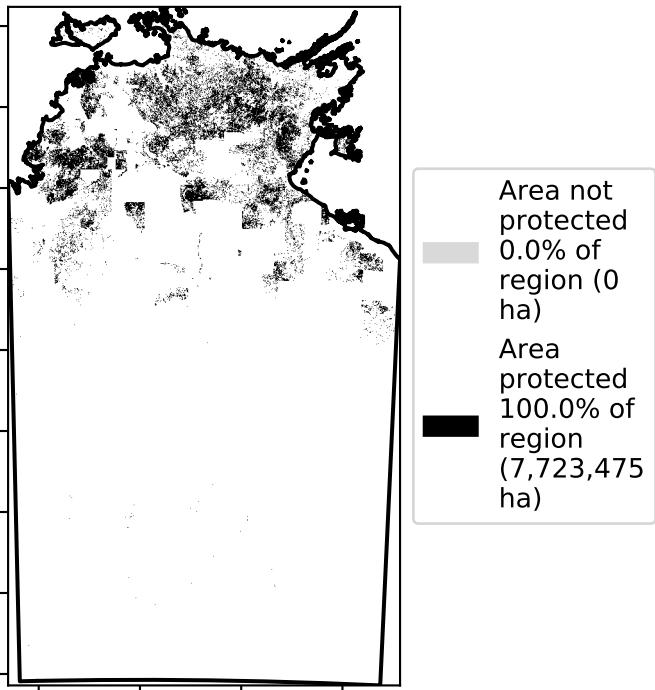 Area not
protected
0.0% of
region (0
ha)
Area
protected
100.0% of
region
(7,723,475
ha)